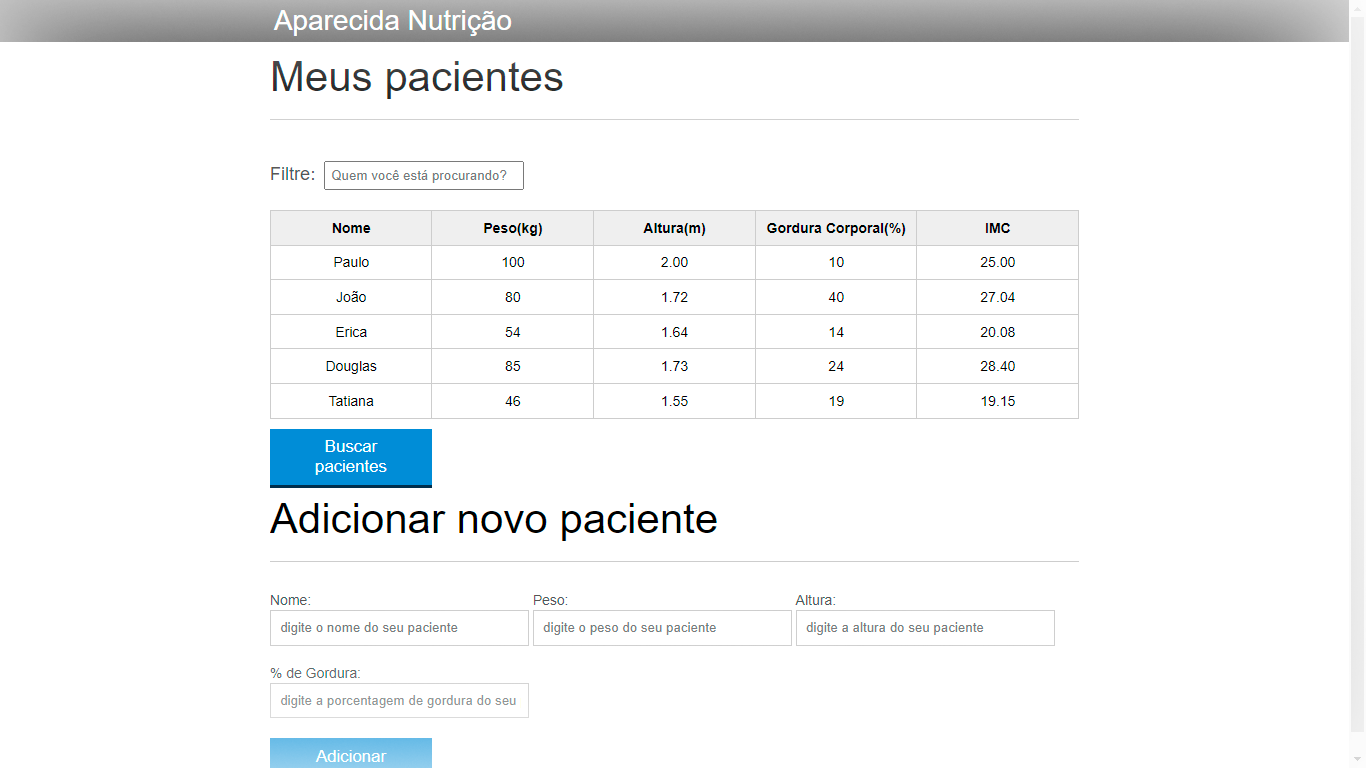 Aparecida Nutrição
Meus pacientes
Filtre: Quem você está procurando?
Nome Peso(kg) Altura(m) Gordura Corporal(%) IMC
Paulo 100 2.00 10 25.00
João 80 1.72 40 27.04
Erica 54 1.64 14 20.08
Douglas 85 1.73 24 28.40
Tatiana 46 1.55 19 19.15
Buscar
pacientes
Adicionar novo paciente
Nome: Peso: Altura:
digite o nome do seu paciente digite o peso do seu paciente digite a altura do seu paciente
% de Gordura:
digite a porcentagem de gordura do seu
Adicionar